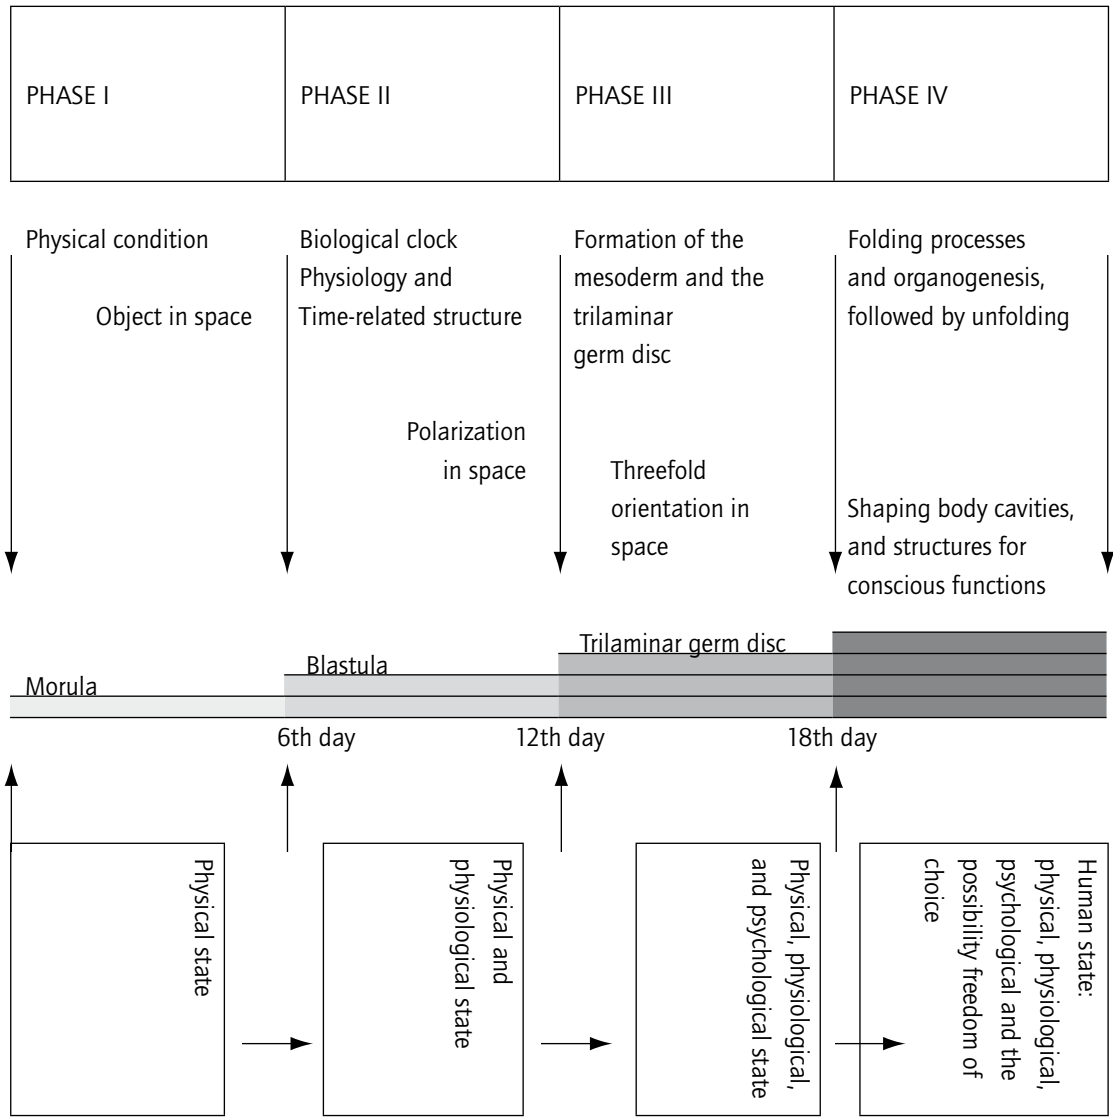 PHASE I
PHASE II
PHASE III
PHASE IV
Physical condition
Object in space
Biological clock
Physiology and
Time-related structure
Polarization
in space
Formation of the
mesoderm and the
trilaminar
germ disc
Threefold
orientation in
space
Folding processes
and organogenesis,
followed by unfolding
Shaping body cavities,
and structures for
conscious functions
Morula
Blastula
Trilaminar germ disc
6th day
12th day
18th day
Physical state
Physical and
physiological state
Physical, physiological,
and psychological state
Human state:
physical, physiological,
psychological and the
possibility freedom of
choice